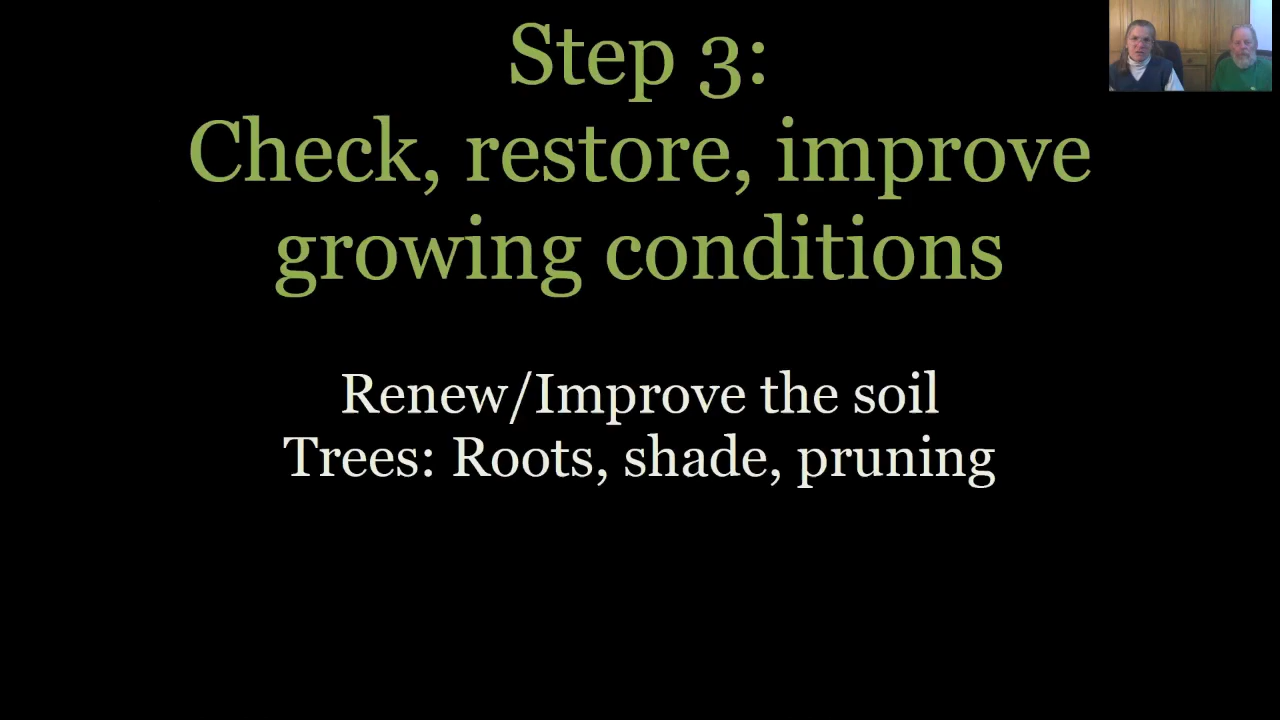 Step 3:
Check, restore, improve
growing conditions
Renew/Improve the soil
Trees: Roots, shade, pruning